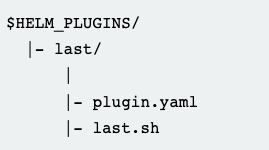 $HELM_PLUGINS/
  |- last/
      |
      |- plugin.yaml
      |- last.sh